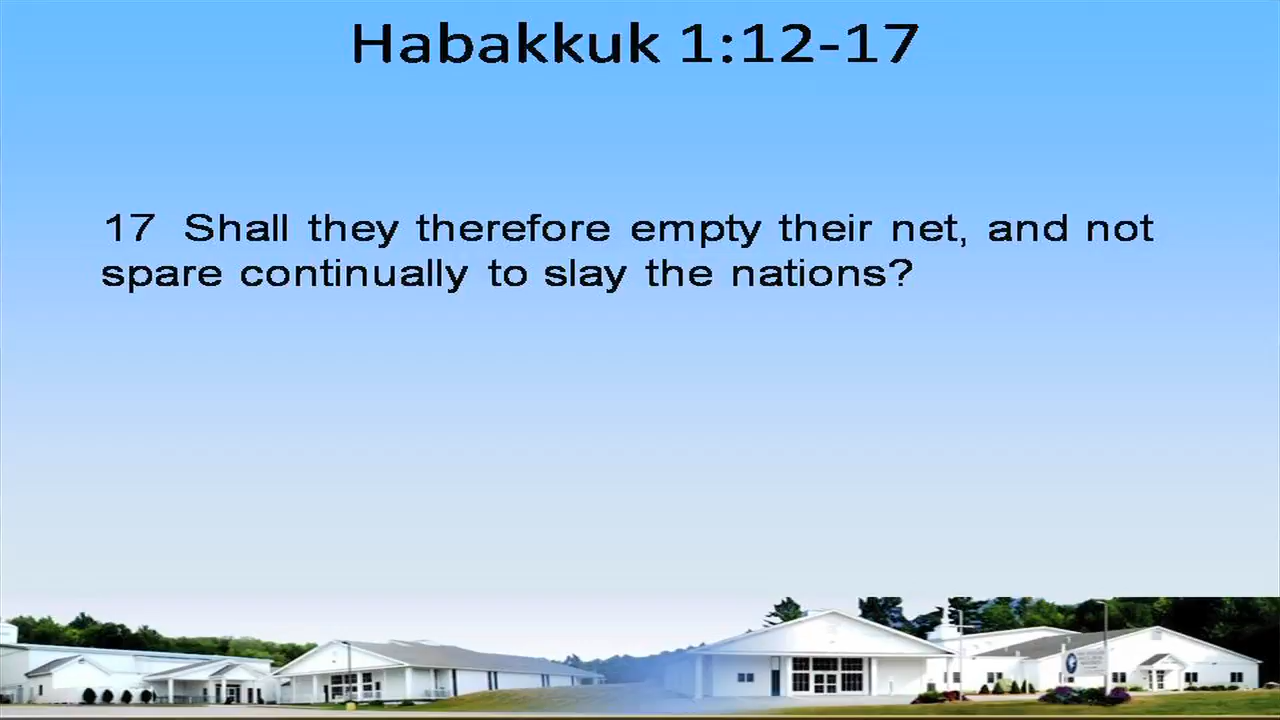 Habakkuk 1:12-17
17 Shall they therefore empty their net, and not
spare continually to slay the nations?